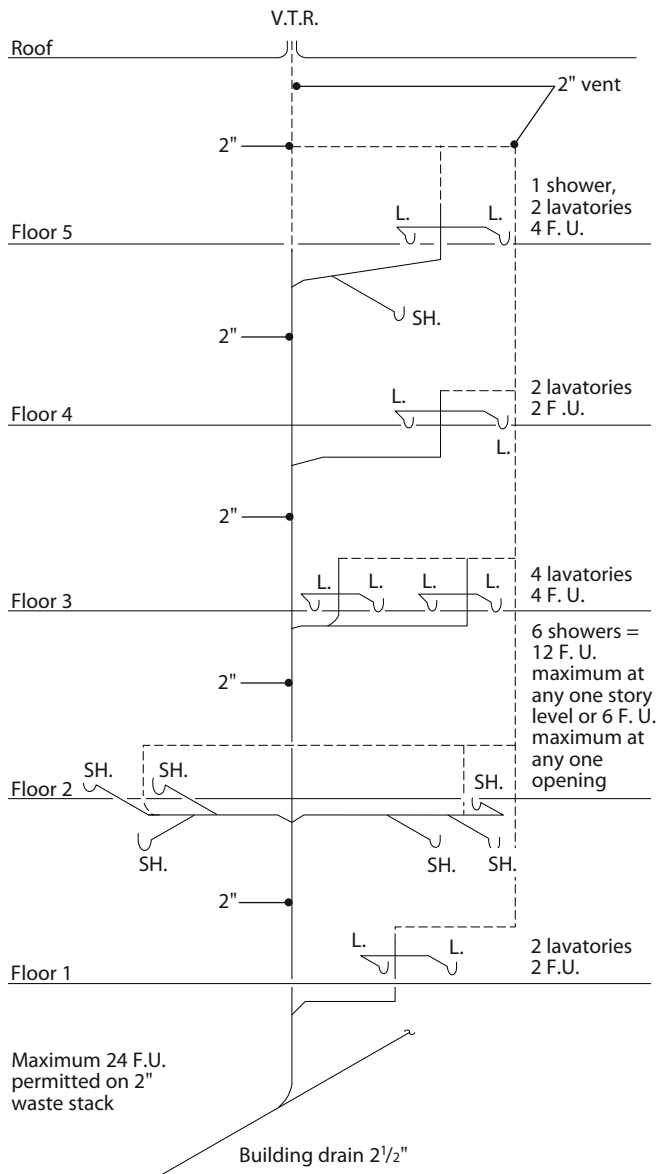 V.T.R.
Roof
2" vent
2"
1 shower,
2 lavatories
4 F. U.
L. L.
Floor 5
SH.
2"
2 lavatories
2 F .U.
L.
Floor 4
L.
2"
4 lavatories
4 F. U.
L. L. L. L.
Floor 3
6 showers =
12 F. U.
maximum at
any one story
level or 6 F. U.
maximum at
any one
opening
2"
SH. SH. SH.
Floor 2
SH. SH. SH.
2"
L. L.
2 lavatories
2 F.U.
Floor 1
Maximum 24 F.U.
permitted on 2"
waste stack
Building drain 2 1/2"